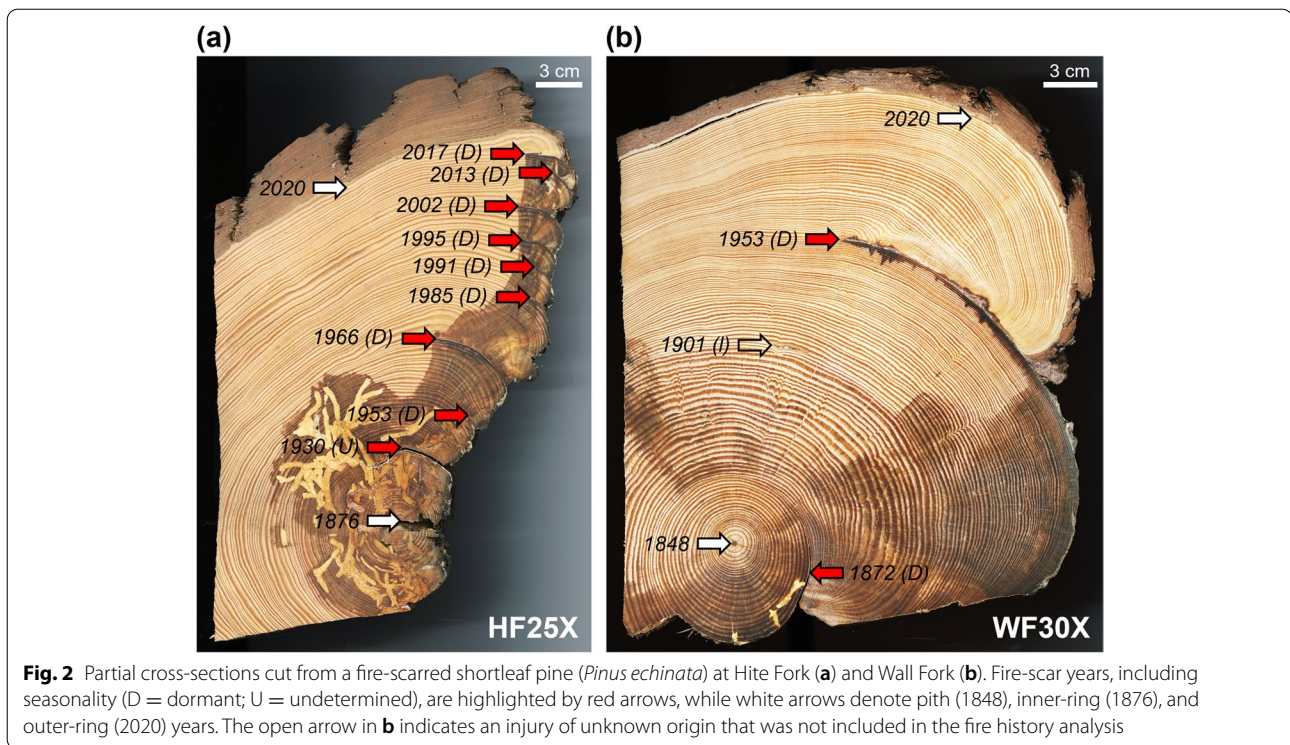 (a)
(b)
3 cm
3 cm
2017 (D)
2013 (D)
2020
2002 (D)
1995 (D)
1991 (D)
1985 (D)
1966 (D)
1953 (D)
1930 (U)
1876
HF25X
2020
1953 (D)
1901 (I)
1848
1872 (D)
WF30X
Fig. 2 Partial cross-sections cut from a fire-scarred shortleaf pine (Pinus echinata) at Hite Fork (a) and Wall Fork (b). Fire-scar years, including
seasonality (D = dormant; U = undetermined), are highlighted by red arrows, while white arrows denote pith (1848), inner-ring (1876), and
outer-ring (2020) years. The open arrow in b indicates an injury of unknown origin that was not included in the fire history analysis